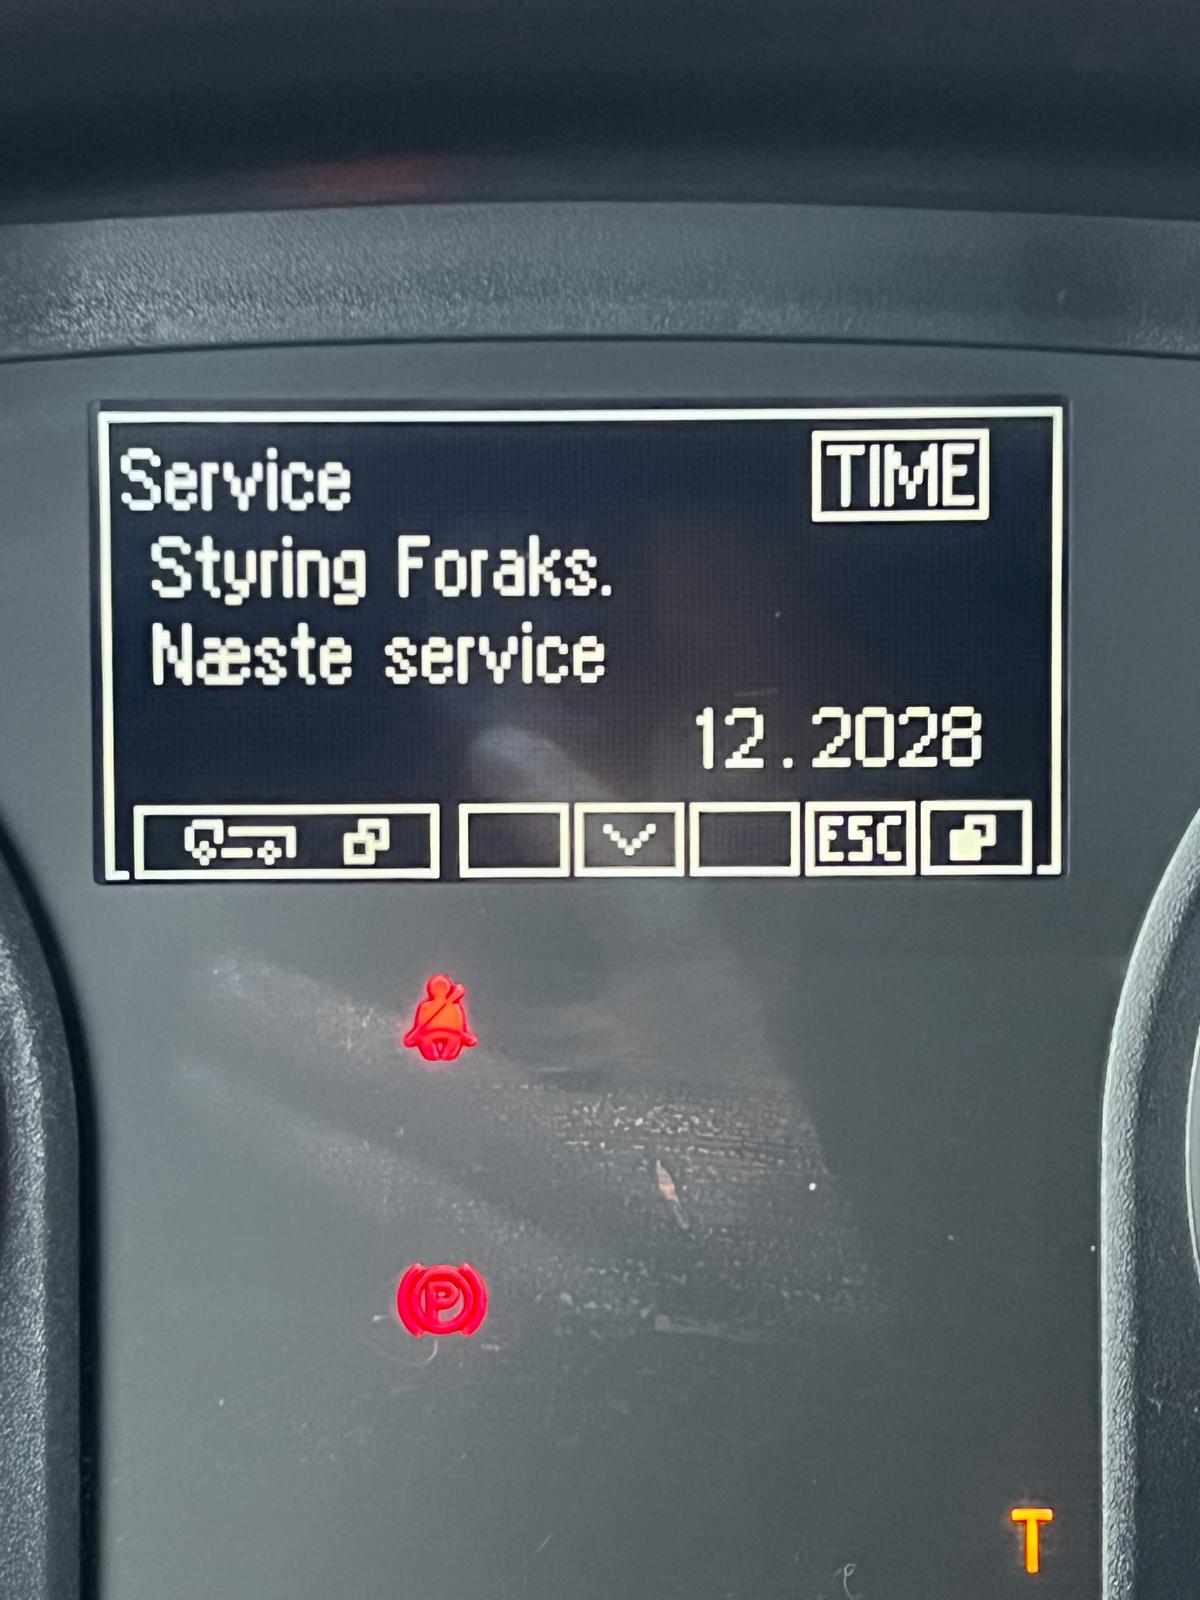 Service TIME
Styring Foraks.
Næste service
12.2028
ESC
P
T